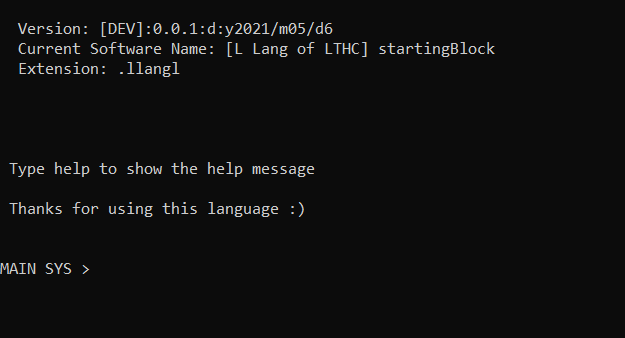 Version: [DEV]:0.0.1:d:y2021/m05/d6
Current Software Name: [L Lang of LTHC] startingBlock
Extension: .llangl
Type help to show the help message
Thanks for using this language :)
MAIN SYS >